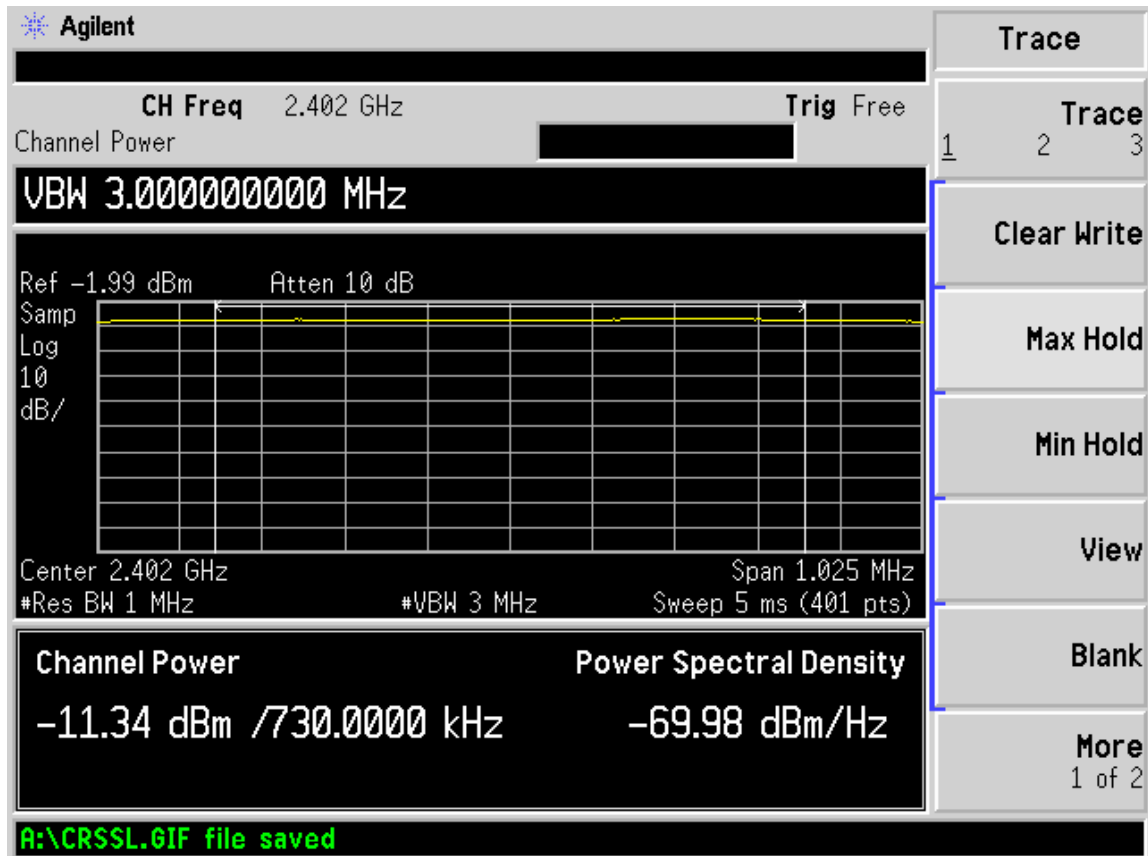 Agilent
Trace
CH Freq 2.402 GHz Trig Free
Channel Power
Trace
1 2 3
VBW 3.000000000 MHz
Clear Write
Ref -1.99 dBm Atten 10 dB
Samp
Log
10
dB/
Max Hold
Min Hold
View
Center 2.402 GHz Span 1.025 MHz
#Res BW 1 MHz #VBW 3 MHz Sweep 5 ms (401 pts)
Channel Power Power Spectral Density
-11.34 dBm /730.0000 kHz -69.98 dBm/Hz
Blank
More
1 of 2
A:\CRSSL.GIF file saved